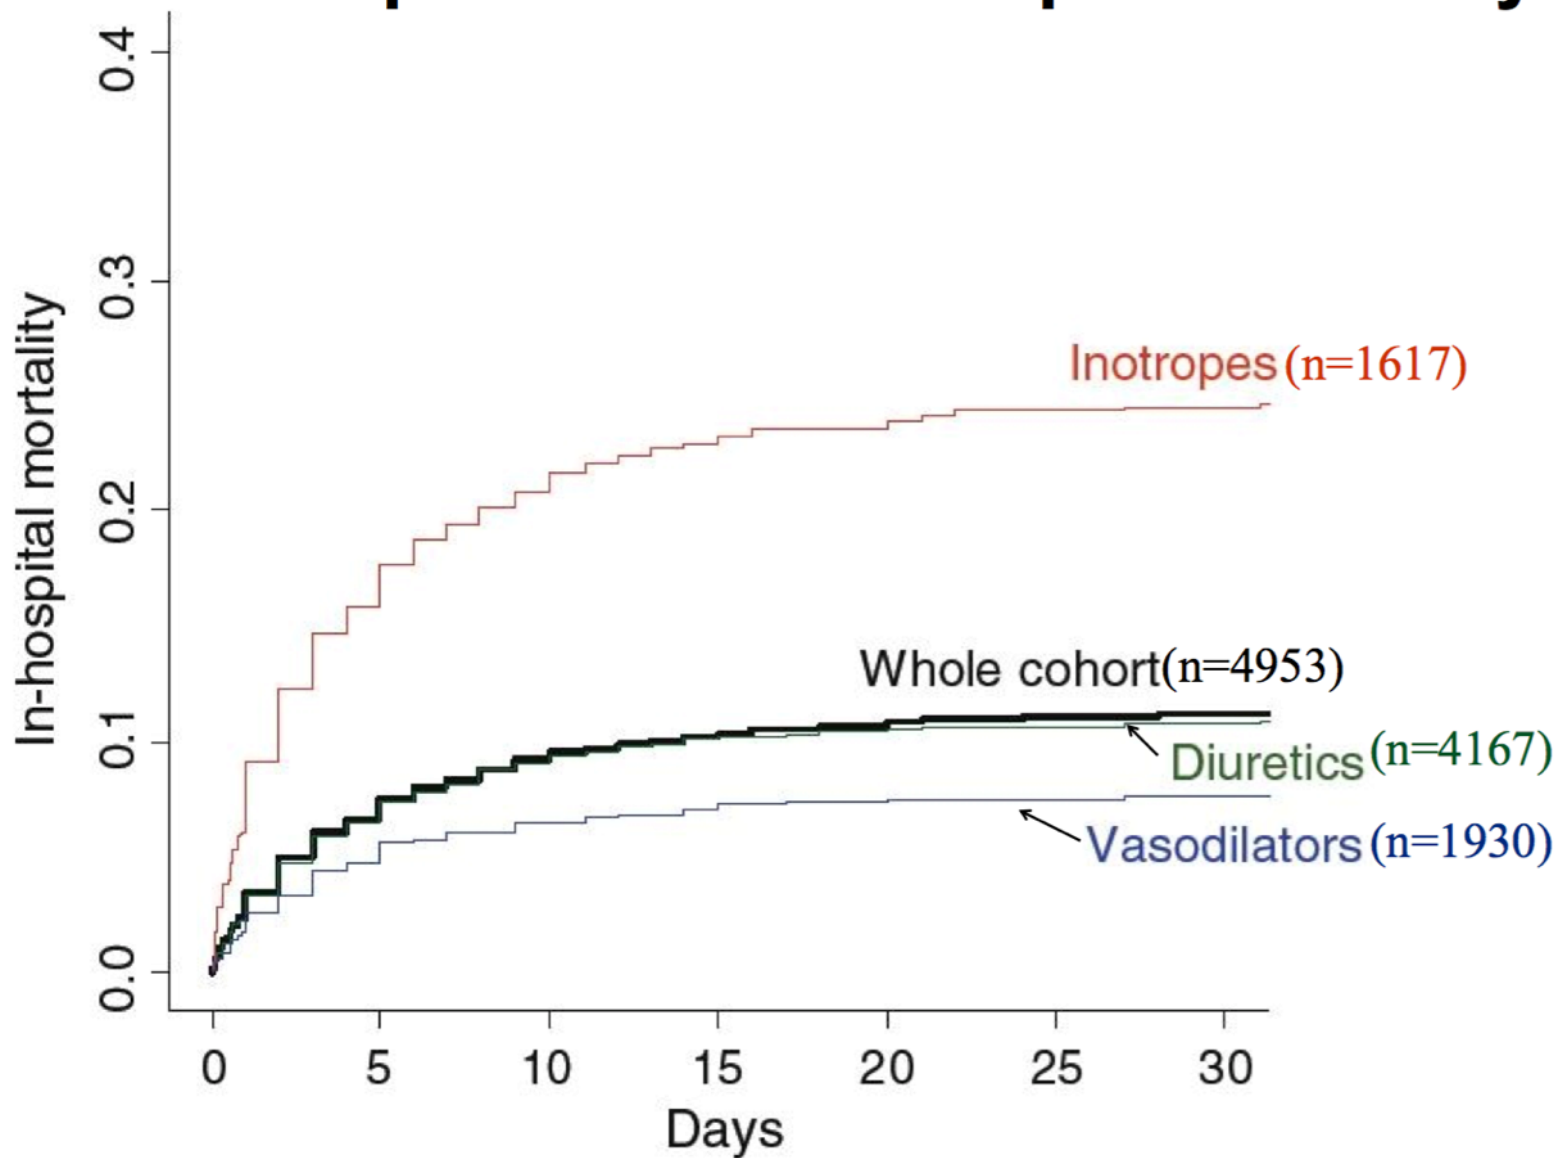 0.4
0.3
0.2
0.1
0.0
In-hospital mortality
Inotropes (n=1617)
Whole cohort(n=4953)
Diuretics (n=4167)
Vasodilators (n=1930)
0 5 10 15 20 25 30
Days